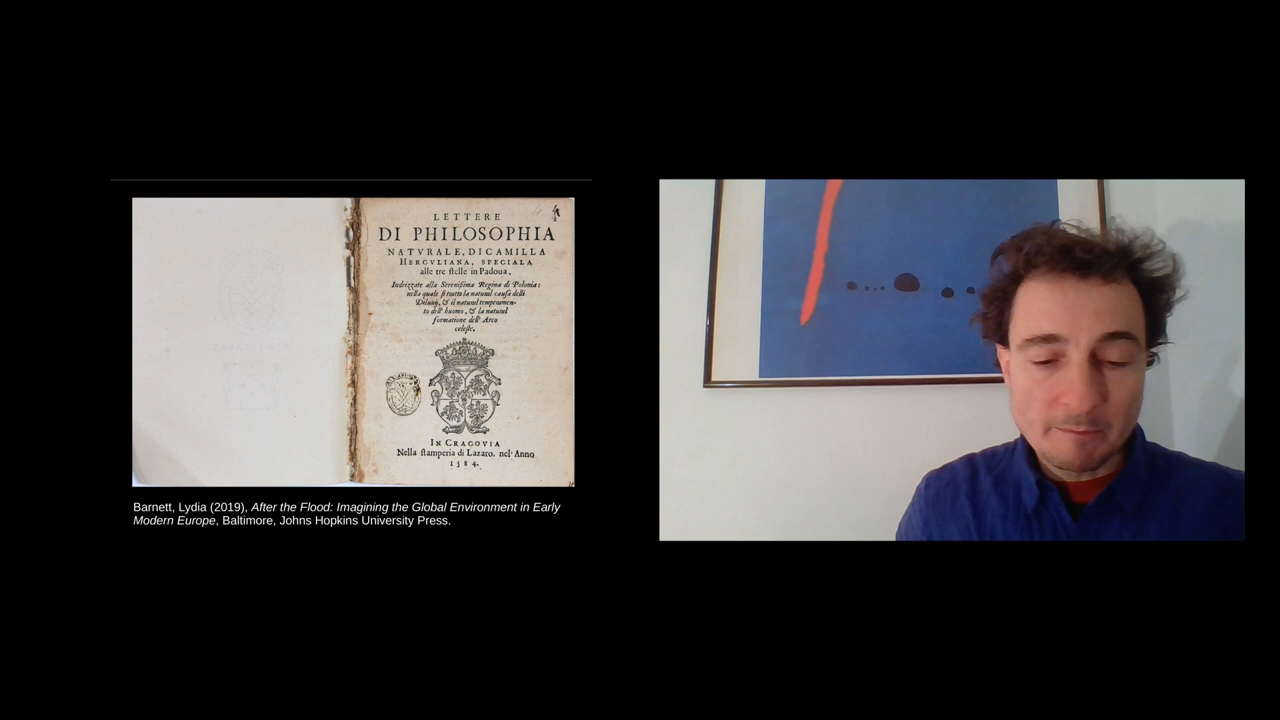 LETTERE
DI PHILOSOPHIA
NATVRALE, DI CAMILLA
HERCVLIANA, SPECIALA
alle tre stelle in Padoua,
Indrizzate alla Serenissima Regina di Polonia:
nella quale si tratta la natural causa delli
Diluuij, & il natural temperamen-
to dell' huomo, & la natural
formatione dell' Arco
celeste.
IN CRACOVIA
Nella stamperia di Lazaro, nel' Anno
1584.
Barnett, Lydia (2019), After the Flood: Imagining the Global Environment in Early
Modern Europe, Baltimore, Johns Hopkins University Press.